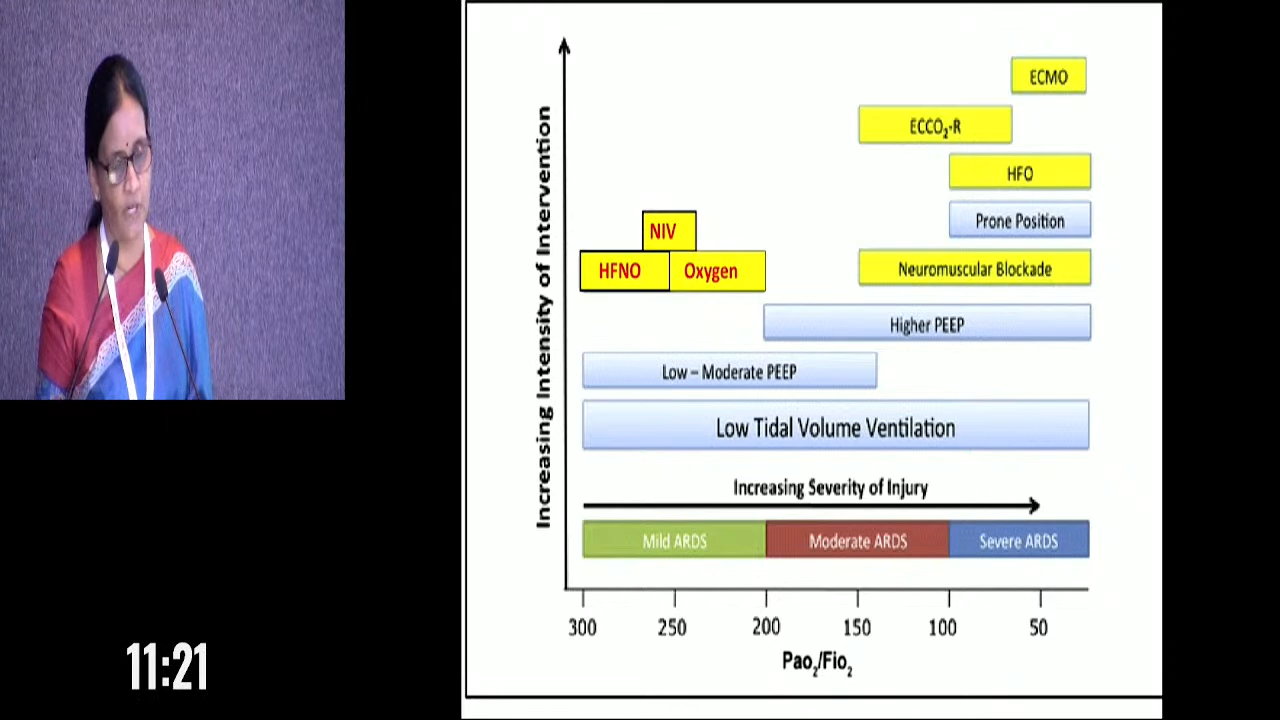 Increasing Intensity of Intervention
ECMO
ECCO₂-R
HFO
Prone Position
NIV
HFNO
Oxygen
Neuromuscular Blockade
Higher PEEP
Low – Moderate PEEP
Low Tidal Volume Ventilation
Increasing Severity of Injury
Mild ARDS
Moderate ARDS
Severe ARDS
300 250 200 150 100 50
Pao₂/Fio₂
11:21